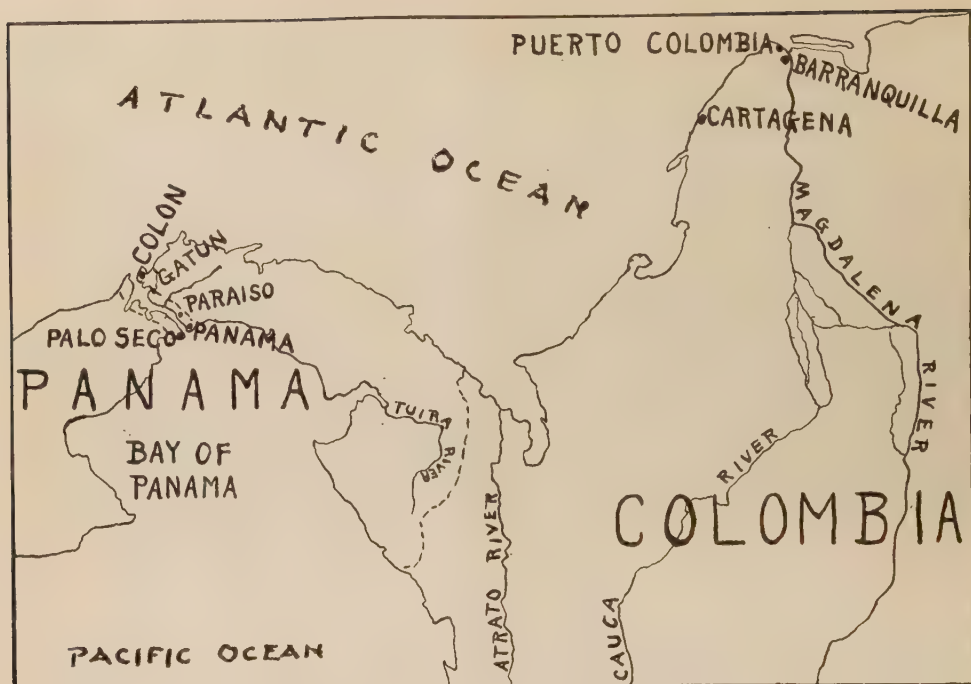 PUERTO COLOMBIA
BARRANQUILLA
CARTAGENA
ATLANTIC OCEAN
MAGDALENA
RIVER
COLON
GATUN
PARAISO
PALO SECO
PANAMA
PANAMA
TUIRA
RIVER
BAY OF
PANAMA
RIVER
COLOMBIA
ATRATO RIVER
CAUCA
PACIFIC OCEAN